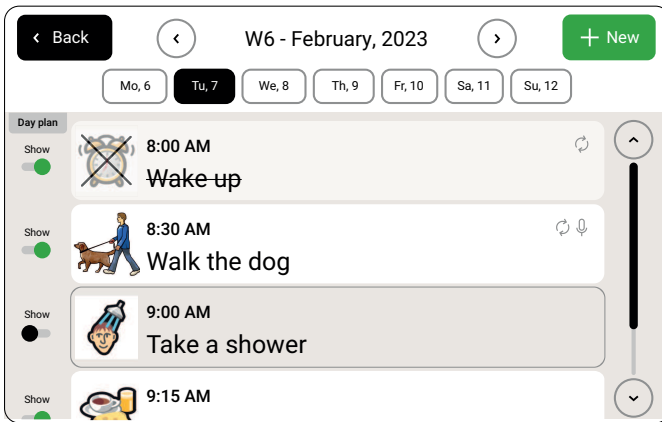 Back
W6 - February, 2023
New
Mo, 6
Tu, 7
We, 8
Th, 9
Fr, 10
Sa, 11
Su, 12
Day plan
Show
8:00 AM
Wake up
Show
8:30 AM
Walk the dog
Show
9:00 AM
Take a shower
Show
9:15 AM